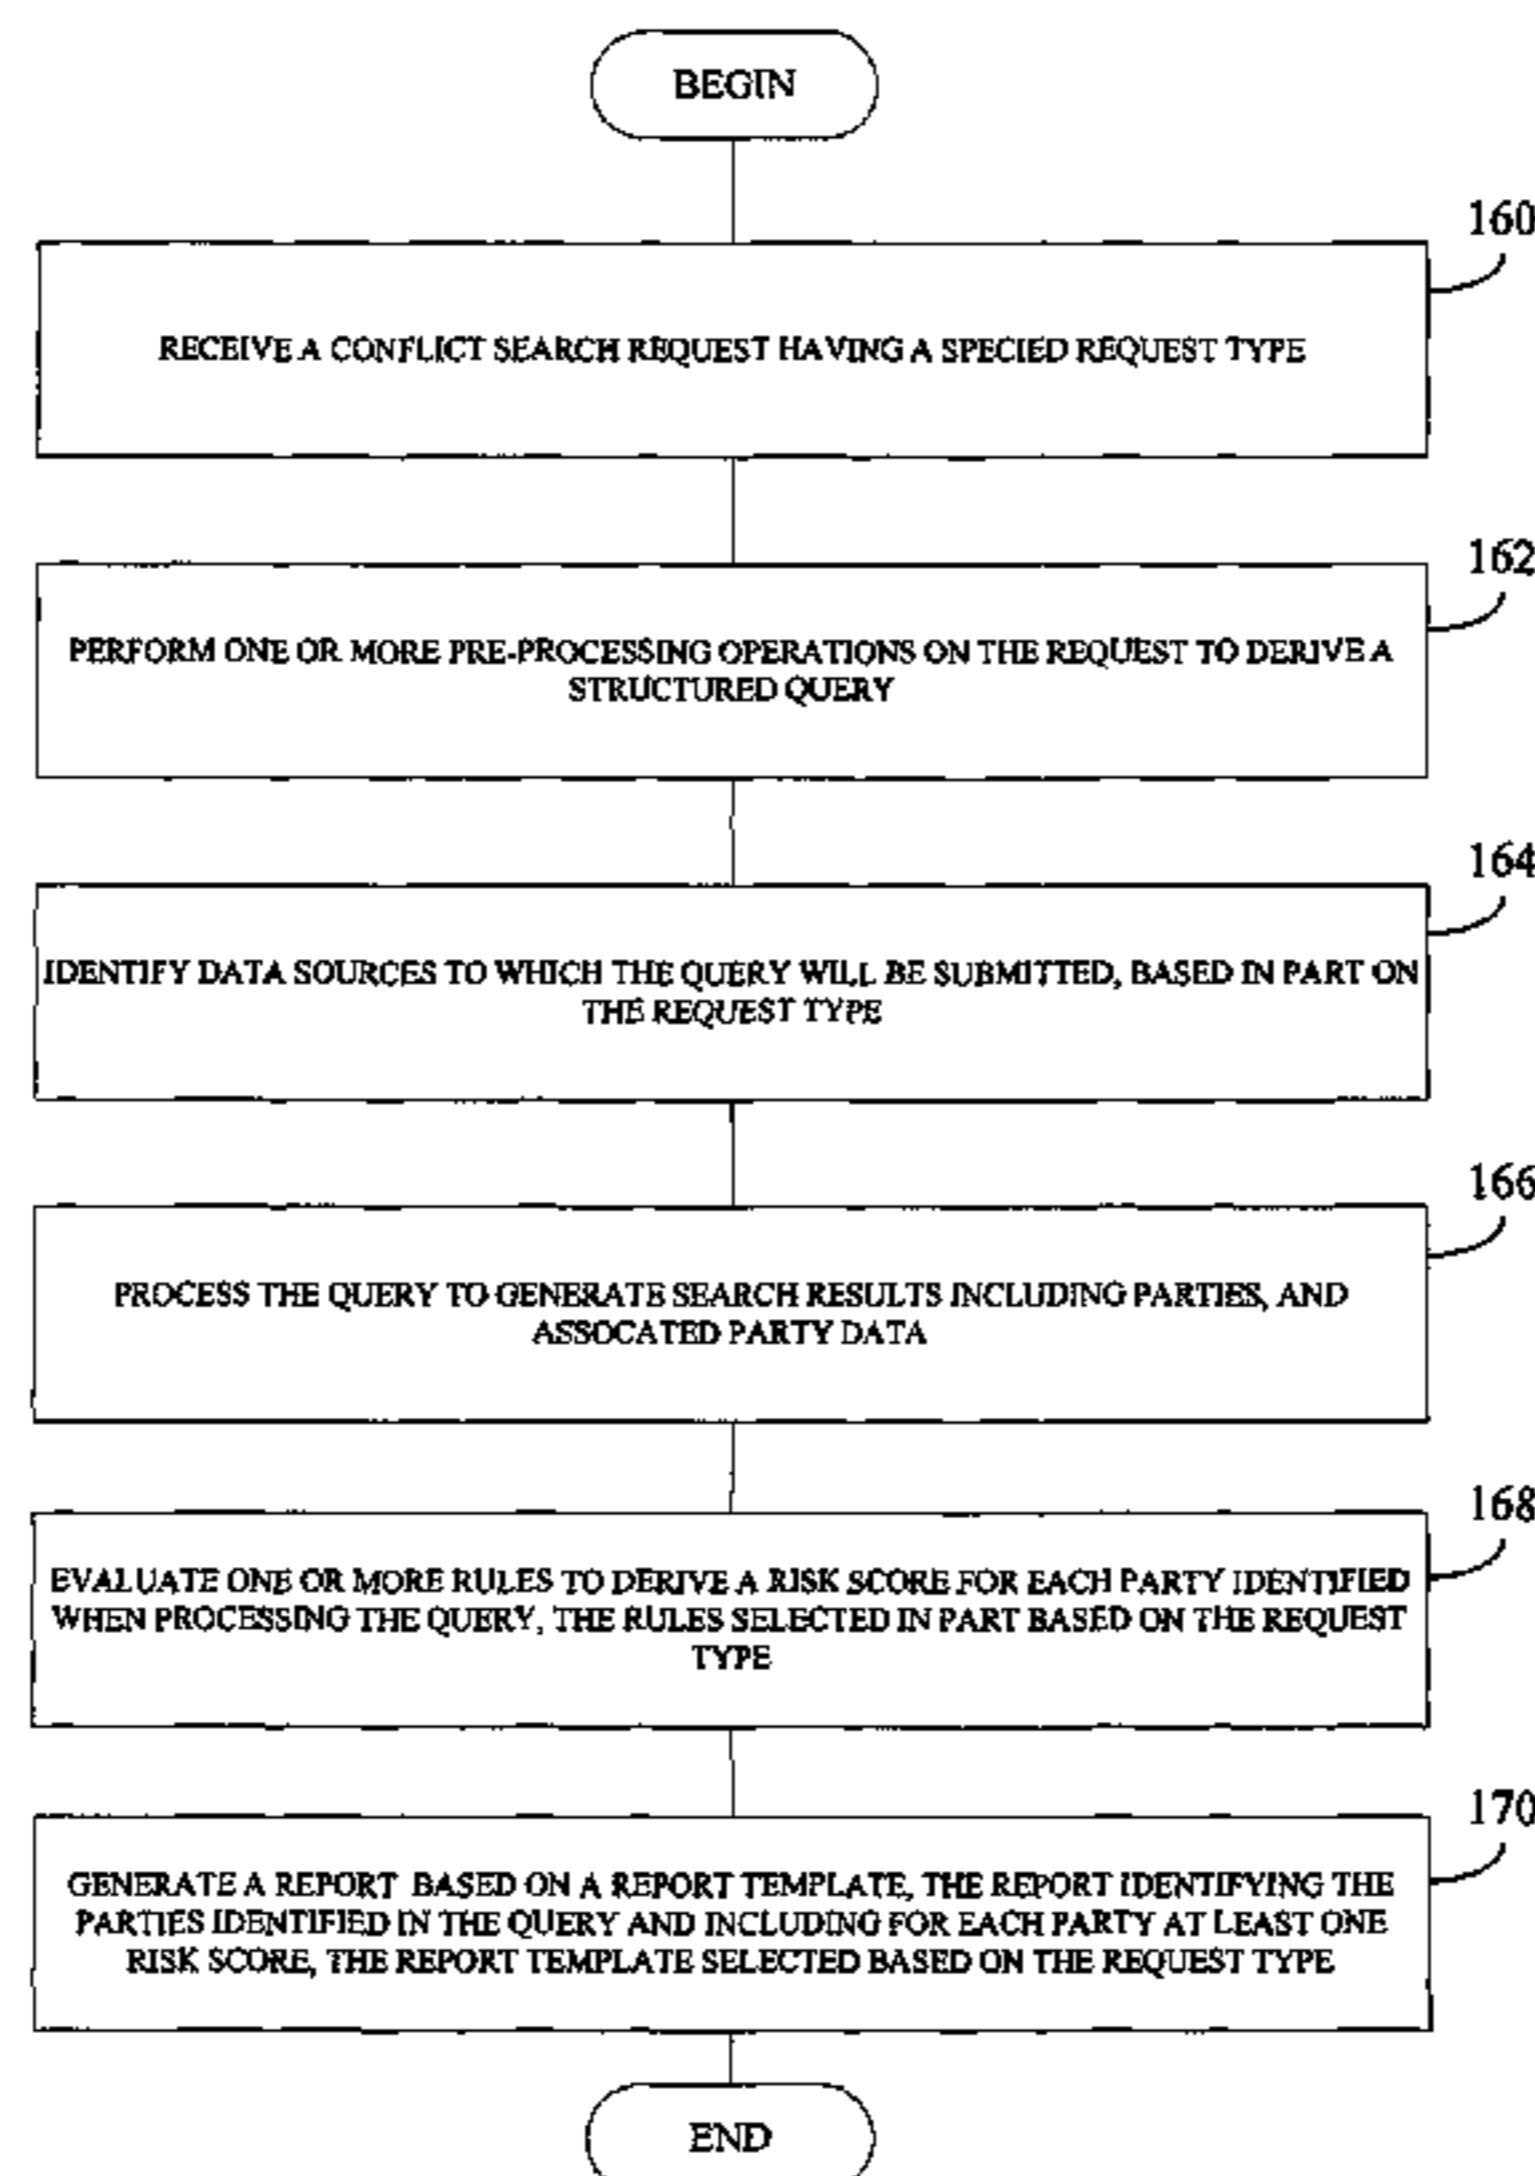 BEGIN
160
RECEIVE A CONFLICT SEARCH REQUEST HAVING A SPECIED REQUEST TYPE
162
PERFORM ONE OR MORE PRE-PROCESSING OPERATIONS ON THE REQUEST TO DERIVE A
STRUCTURED QUERY
164
IDENTIFY DATA SOURCES TO WHICH THE QUERY WILL BE SUBMITTED, BASED IN PART ON
THE REQUEST TYPE
166
PROCESS THE QUERY TO GENERATE SEARCH RESULTS INCLUDING PARTIES, AND
ASSOCATED PARTY DATA
168
EVALUATE ONE OR MORE RULES TO DERIVE A RISK SCORE FOR EACH PARTY IDENTIFIED
WHEN PROCESSING THE QUERY, THE RULES SELECTED IN PART BASED ON THE REQUEST
TYPE
170
GENERATE A REPORT BASED ON A REPORT TEMPLATE, THE REPORT IDENTIFYING THE
PARTIES IDENTIFIED IN THE QUERY AND INCLUDING FOR EACH PARTY AT LEAST ONE
RISK SCORE, THE REPORT TEMPLATE SELECTED BASED ON THE REQUEST TYPE
END